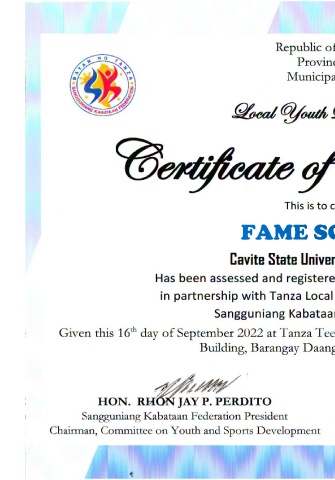 BAYAN NG TANZA
SANGGUNIANG KABATAAN FEDERATION
Republic of
Provinc
Municipa
Local Youth
Certificate of
This is to c
FAME SC
Cavite State Univer
Has been assessed and registere
in partnership with Tanza Local
Sangguniang Kabataan
Given this 16th day of September 2022 at Tanza Tee
Building, Barangay Daang
HON. RHON JAY P. PERDITO
Sangguniang Kabataan Federation President
Chairman, Committee on Youth and Sports Development